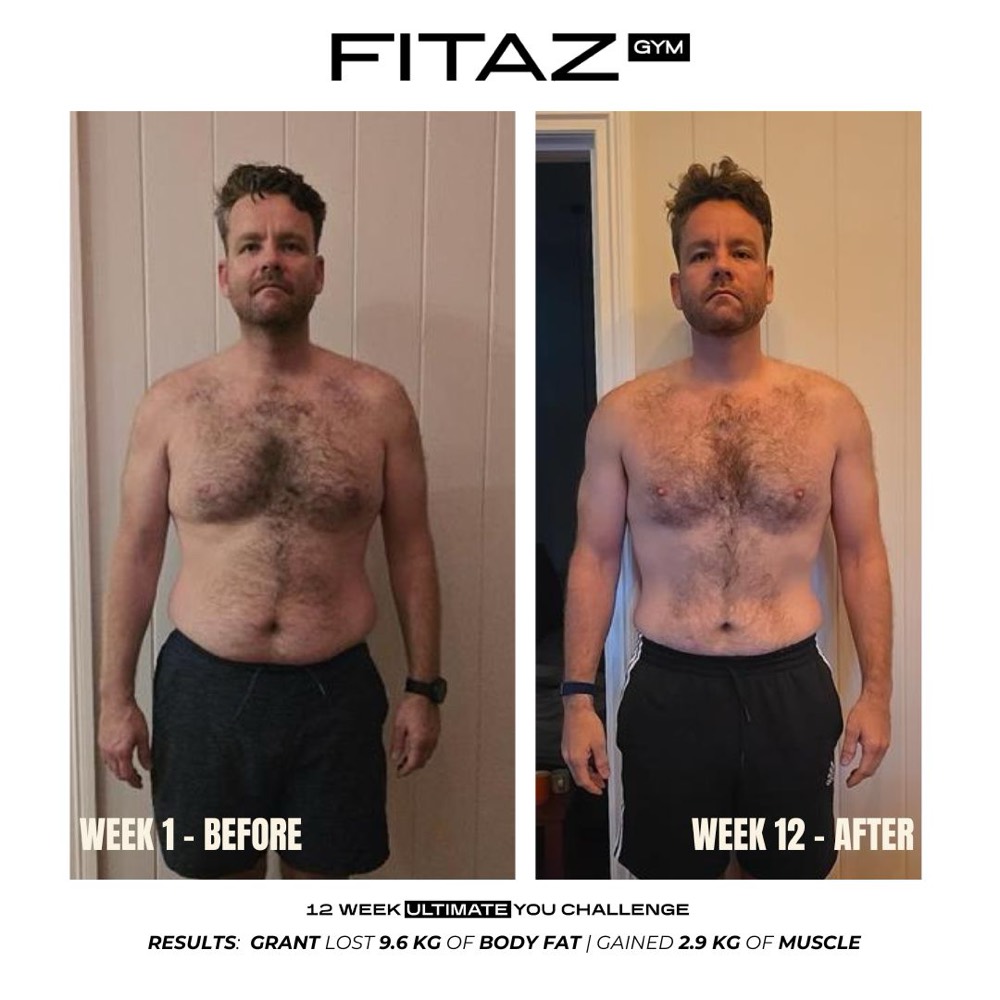 FITAZ GYM
WEEK 1 - BEFORE
WEEK 12 - AFTER
12 WEEK ULTIMATE YOU CHALLENGE
RESULTS: GRANT LOST 9.6 KG OF BODY FAT | GAINED 2.9 KG OF MUSCLE